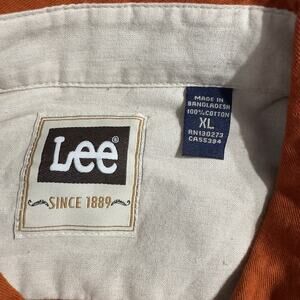 Lee®
SINCE 1889
MADE IN
BANGLADESH
100% COTTON
XL
RN130273
CA55394